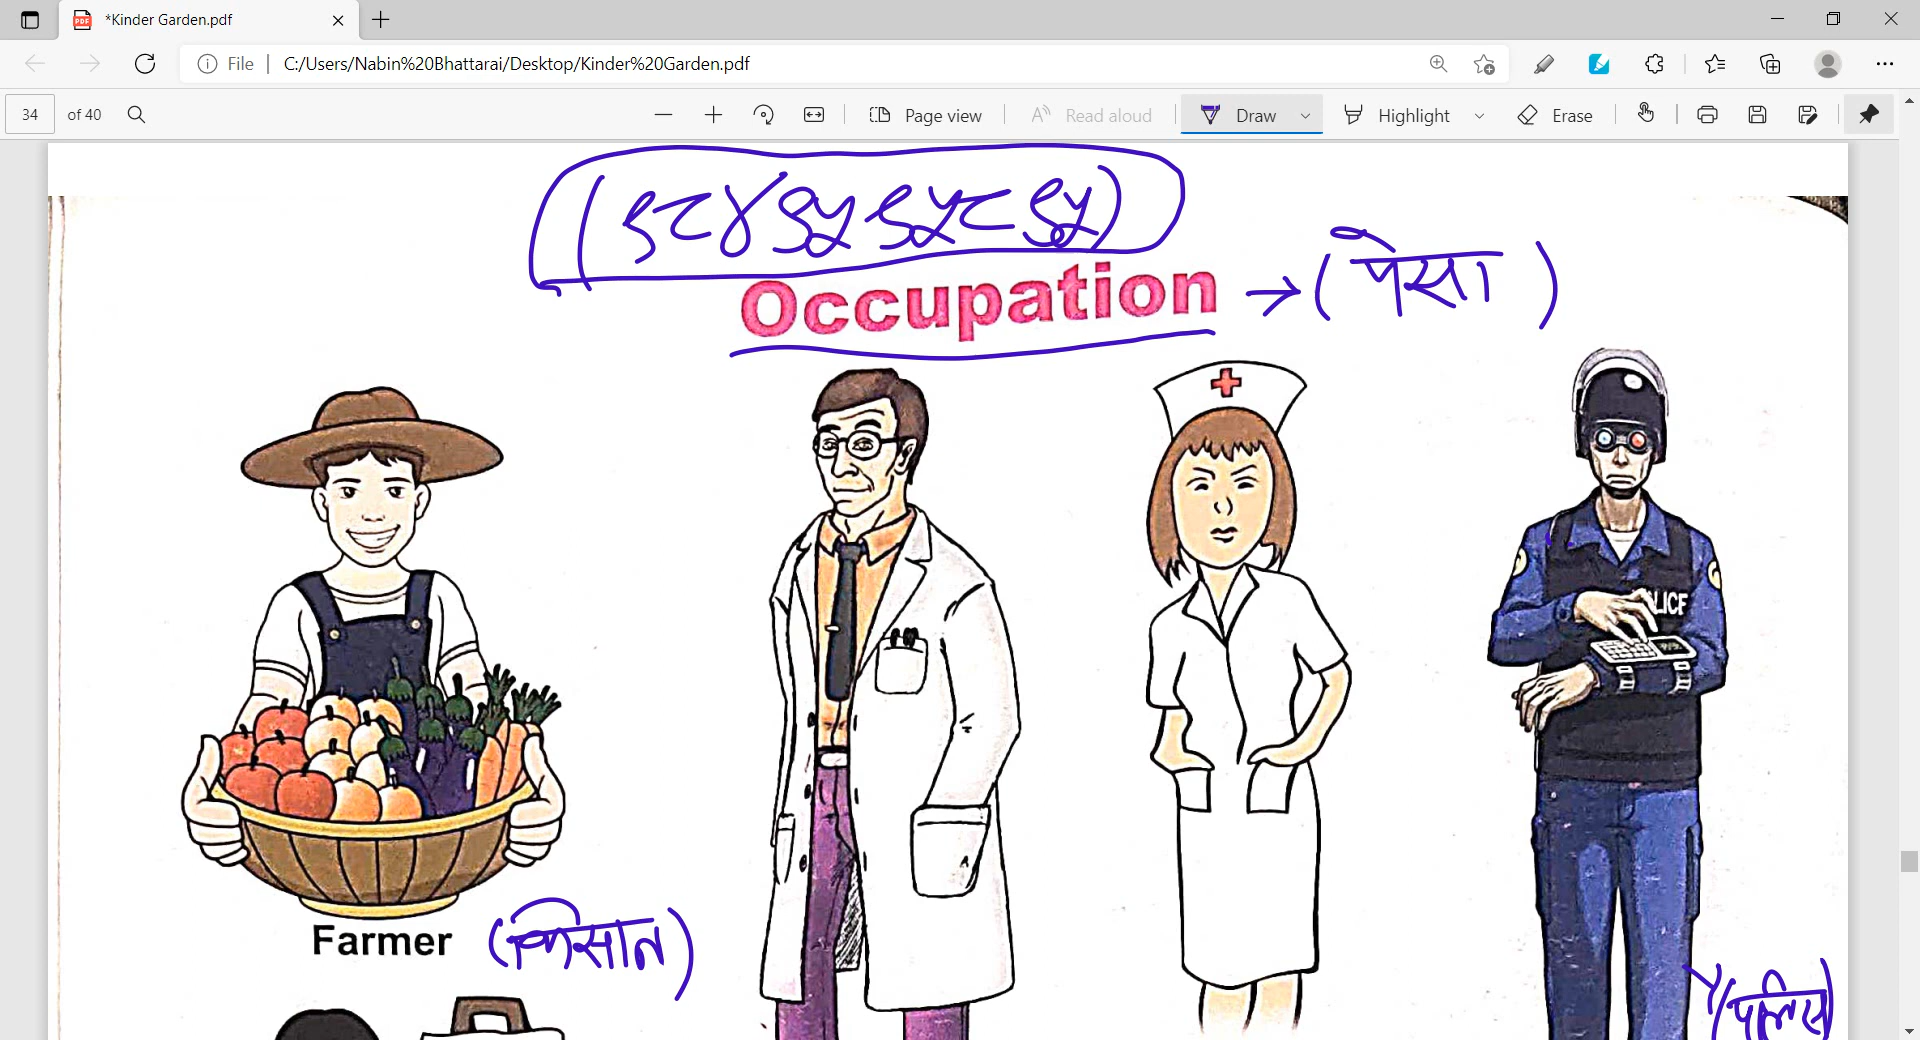 *Kinder Garden.pdf
File C:/Users/Nabin%20Bhattarai/Desktop/Kinder%20Garden.pdf
34 of 40 Page view Read aloud Draw Highlight Erase
Occupation → (पेसा)
LICE
Farmer (किसान)
(पुलिस)